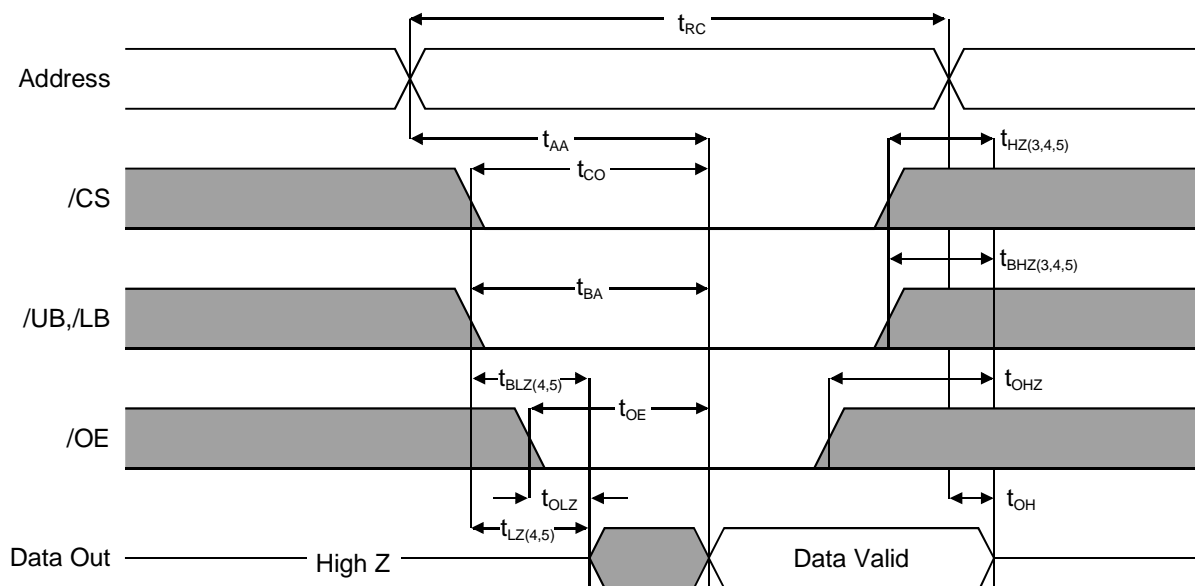 tRC
Address
tAA
tHZ(3,4,5)
tCO
/CS
tBHZ(3,4,5)
tBA
/UB,/LB
tBLZ(4,5)
tOHZ
tOE
/OE
tOLZ
tOH
tLZ(4,5)
Data Out
High Z
Data Valid